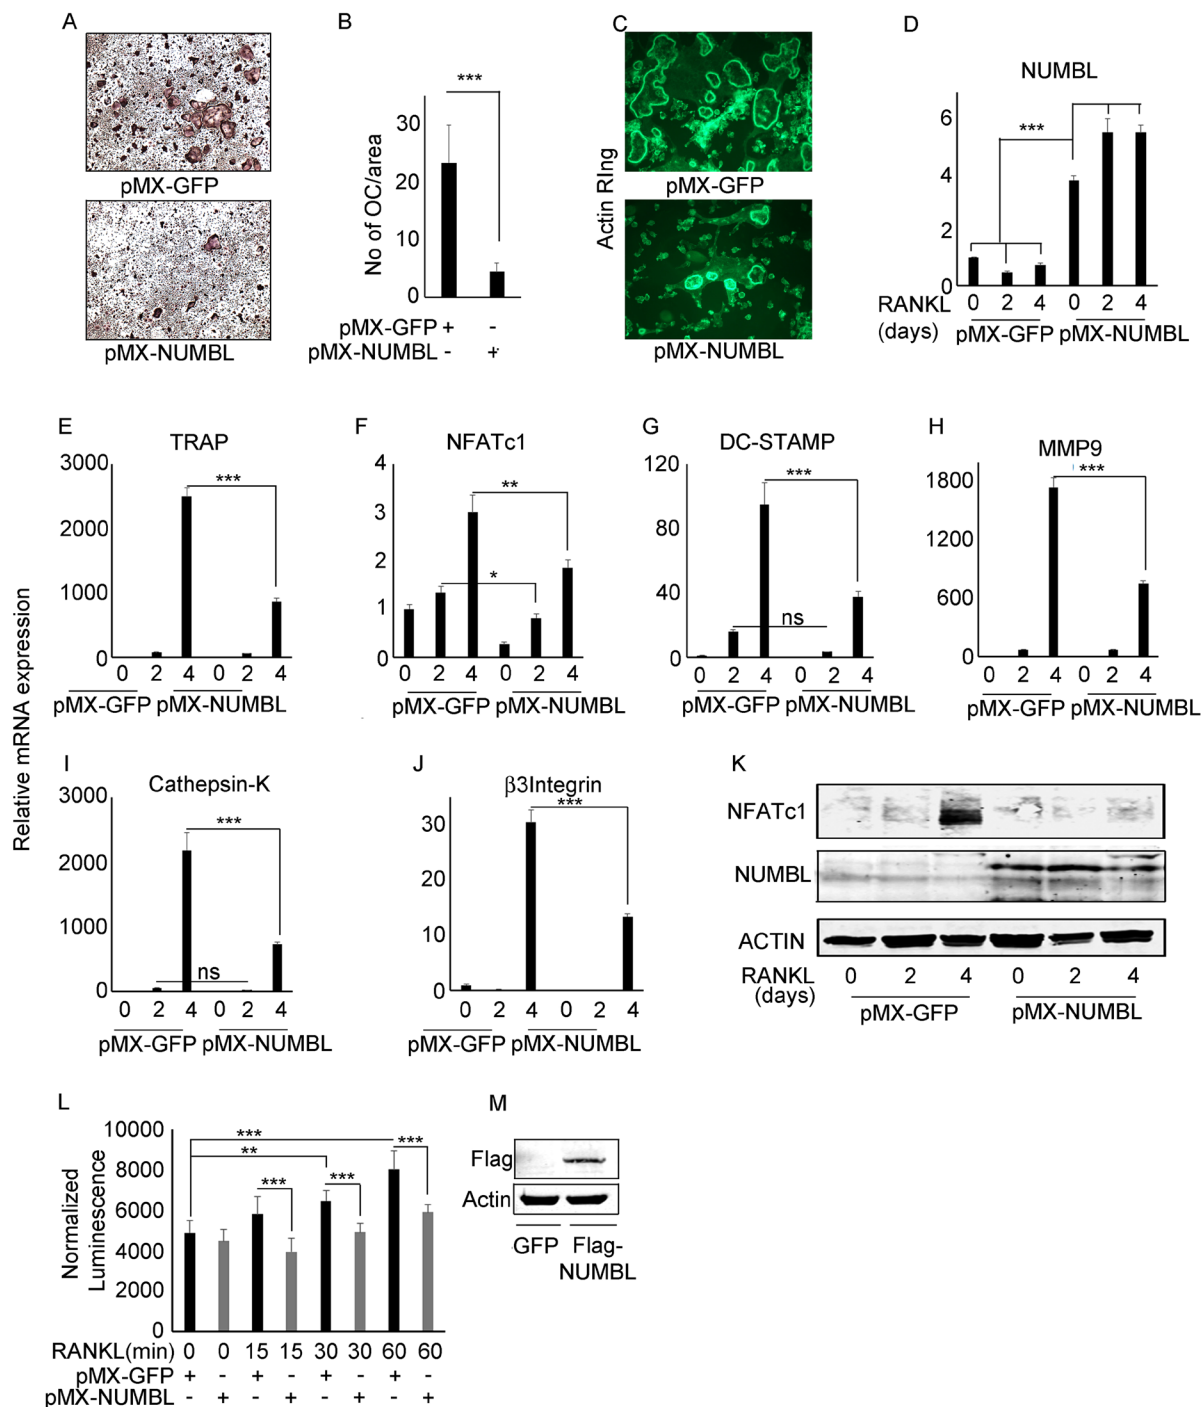 A
pMX-GFP
pMX-NUMBL
B
***
No of OC/area
30
20
10
0
pMX-GFP + -
pMX-NUMBL - +
C
Actin RIng
pMX-GFP
pMX-NUMBL
D
NUMBL
***
6
4
2
0
RANKL 0 2 4 0 2 4
(days) pMX-GFP pMX-NUMBL
Relative mRNA expression
E
TRAP
3000
2000
1000
0
***
0 2 4 0 2 4
pMX-GFP pMX-NUMBL
F
NFATc1
4
3
2
1
0
**
*
0 2 4 0 2 4
pMX-GFP pMX-NUMBL
G
DC-STAMP
120
80
40
0
***
ns
0 2 4 0 2 4
pMX-GFP pMX-NUMBL
H
MMP9
1800
1200
600
0
***
0 2 4 0 2 4
pMX-GFP pMX-NUMBL
I
Cathepsin-K
3000
2000
1000
0
***
ns
0 2 4 0 2 4
pMX-GFP pMX-NUMBL
J
β3Integrin
30
20
10
0
***
0 2 4 0 2 4
pMX-GFP pMX-NUMBL
K
NFATc1
NUMBL
ACTIN
RANKL 0 2 4 0 2 4
(days) pMX-GFP pMX-NUMBL
L
Normalized
Luminescence
10000
8000
6000
4000
2000
0
***
**
***
***
***
RANKL(min) 0 0 15 15 30 30 60 60
pMX-GFP + - + - + - + -
pMX-NUMBL - + - + - + - +
M
Flag
Actin
GFP Flag-
NUMBL